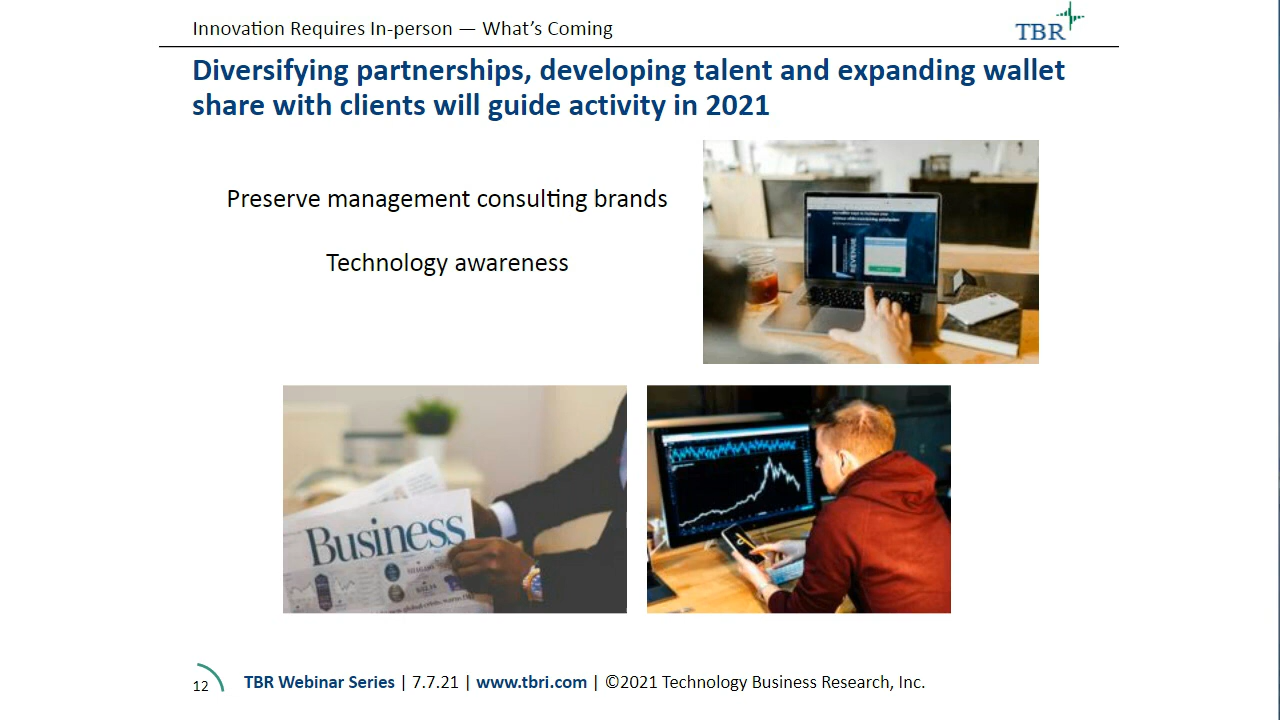 Innovation Requires In-person — What's Coming
TBR
Diversifying partnerships, developing talent and expanding wallet
share with clients will guide activity in 2021
Preserve management consulting brands
Technology awareness
REVENUE
Business
12
TBR Webinar Series | 7.7.21 | www.tbri.com | ©2021 Technology Business Research, Inc.